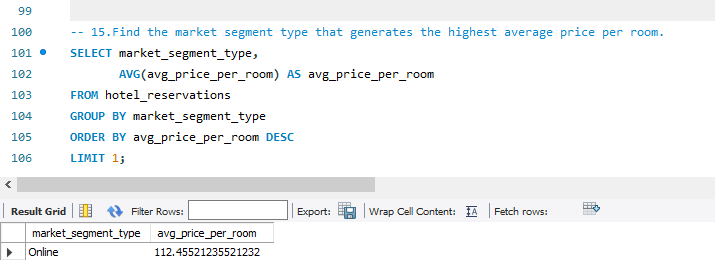 99
100 -- 15.Find the market segment type that generates the highest average price per room.
101 SELECT market_segment_type,
102 AVG(avg_price_per_room) AS avg_price_per_room
103 FROM hotel_reservations
104 GROUP BY market_segment_type
105 ORDER BY avg_price_per_room DESC
106 LIMIT 1;
Result Grid Filter Rows: Export: Wrap Cell Content: Fetch rows:
market_segment_type avg_price_per_room
Online 112.45521235521232